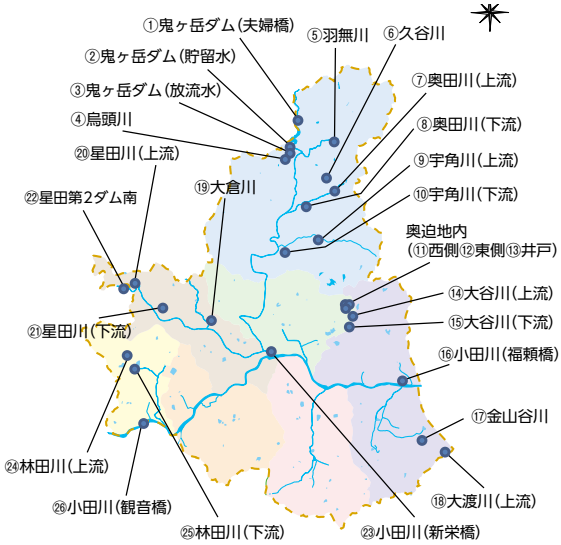 ①鬼ヶ岳ダム(夫婦橋)
②鬼ヶ岳ダム(貯留水)
③鬼ヶ岳ダム(放流水)
④烏頭川
⑤羽無川
⑥久谷川
⑦奥田川(上流)
⑧奥田川(下流)
⑨宇角川(上流)
⑩宇角川(下流)
奥迫地内
(⑪西側⑫東側⑬井戸)
⑭大谷川(上流)
⑮大谷川(下流)
⑯小田川(福頼橋)
⑰金山谷川
⑱大渡川(上流)
⑲大倉川
⑳星田川(上流)
㉑星田川(下流)
㉒星田第2ダム南
㉓小田川(新栄橋)
㉔林田川(上流)
㉕林田川(下流)
㉖小田川(観音橋)